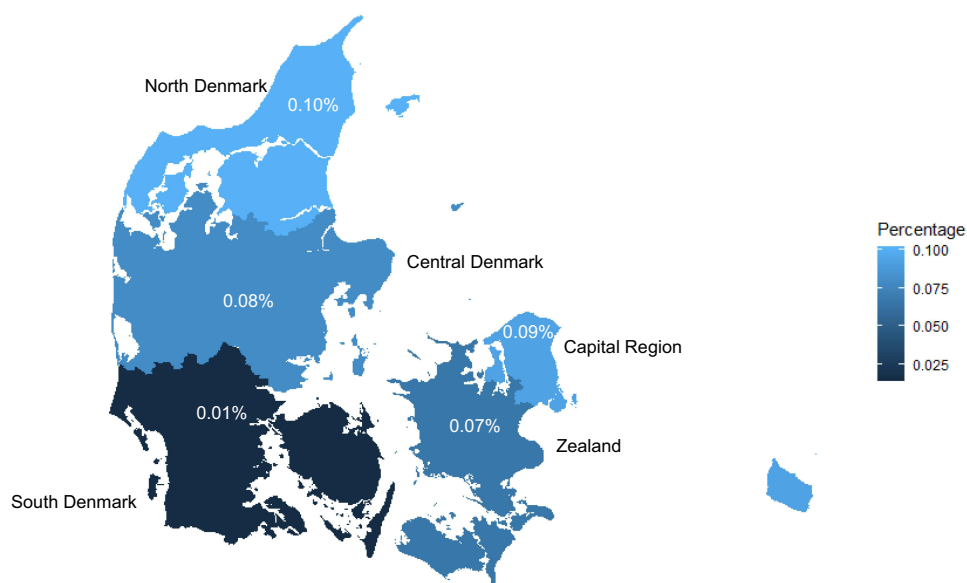 North Denmark
0.10%
Central Denmark
0.08%
0.09%
Capital Region
0.01%
0.07%
Zealand
South Denmark
Percentage
0.100
0.075
0.050
0.025